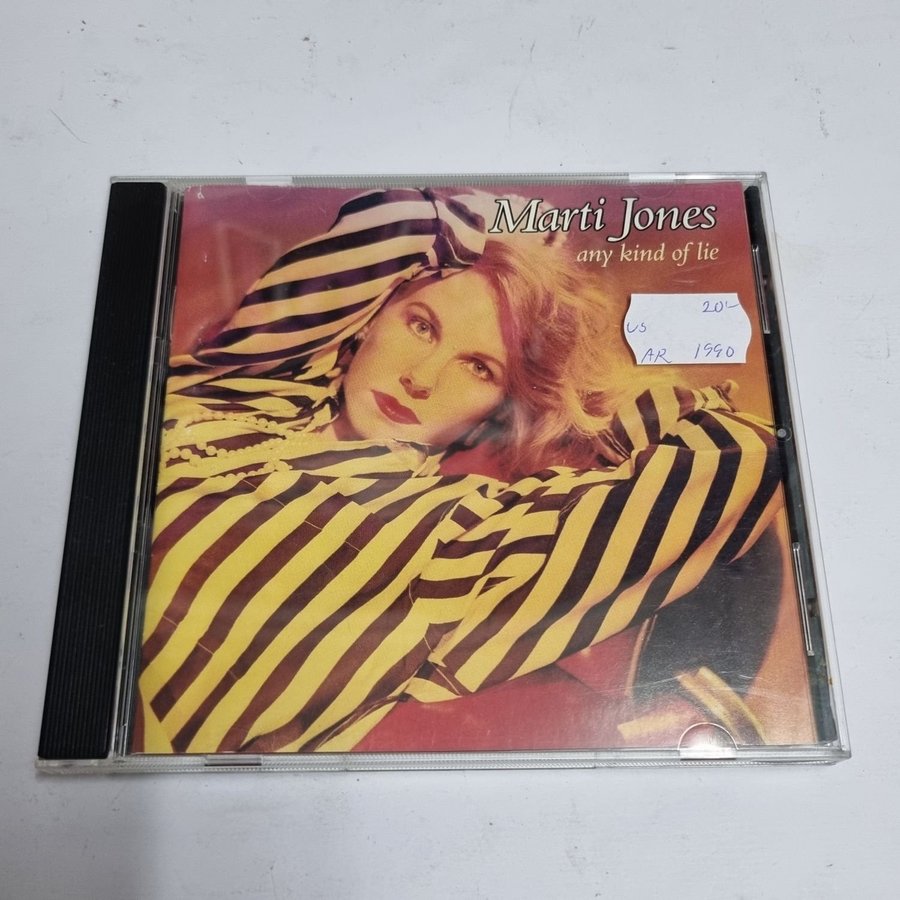 Marti Jones
any kind of lie
20:-
US
AR 1990